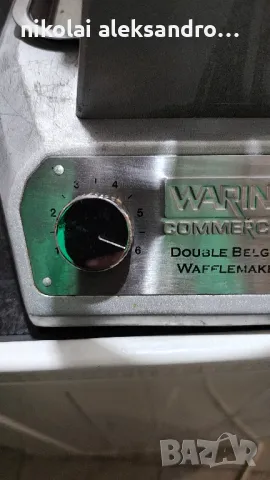 nikolai aleksandro...
3 4
2 5
1 6
WARIN
COMMERC
DOUBLE BELG
WAFFLEMAKE
BAZAR